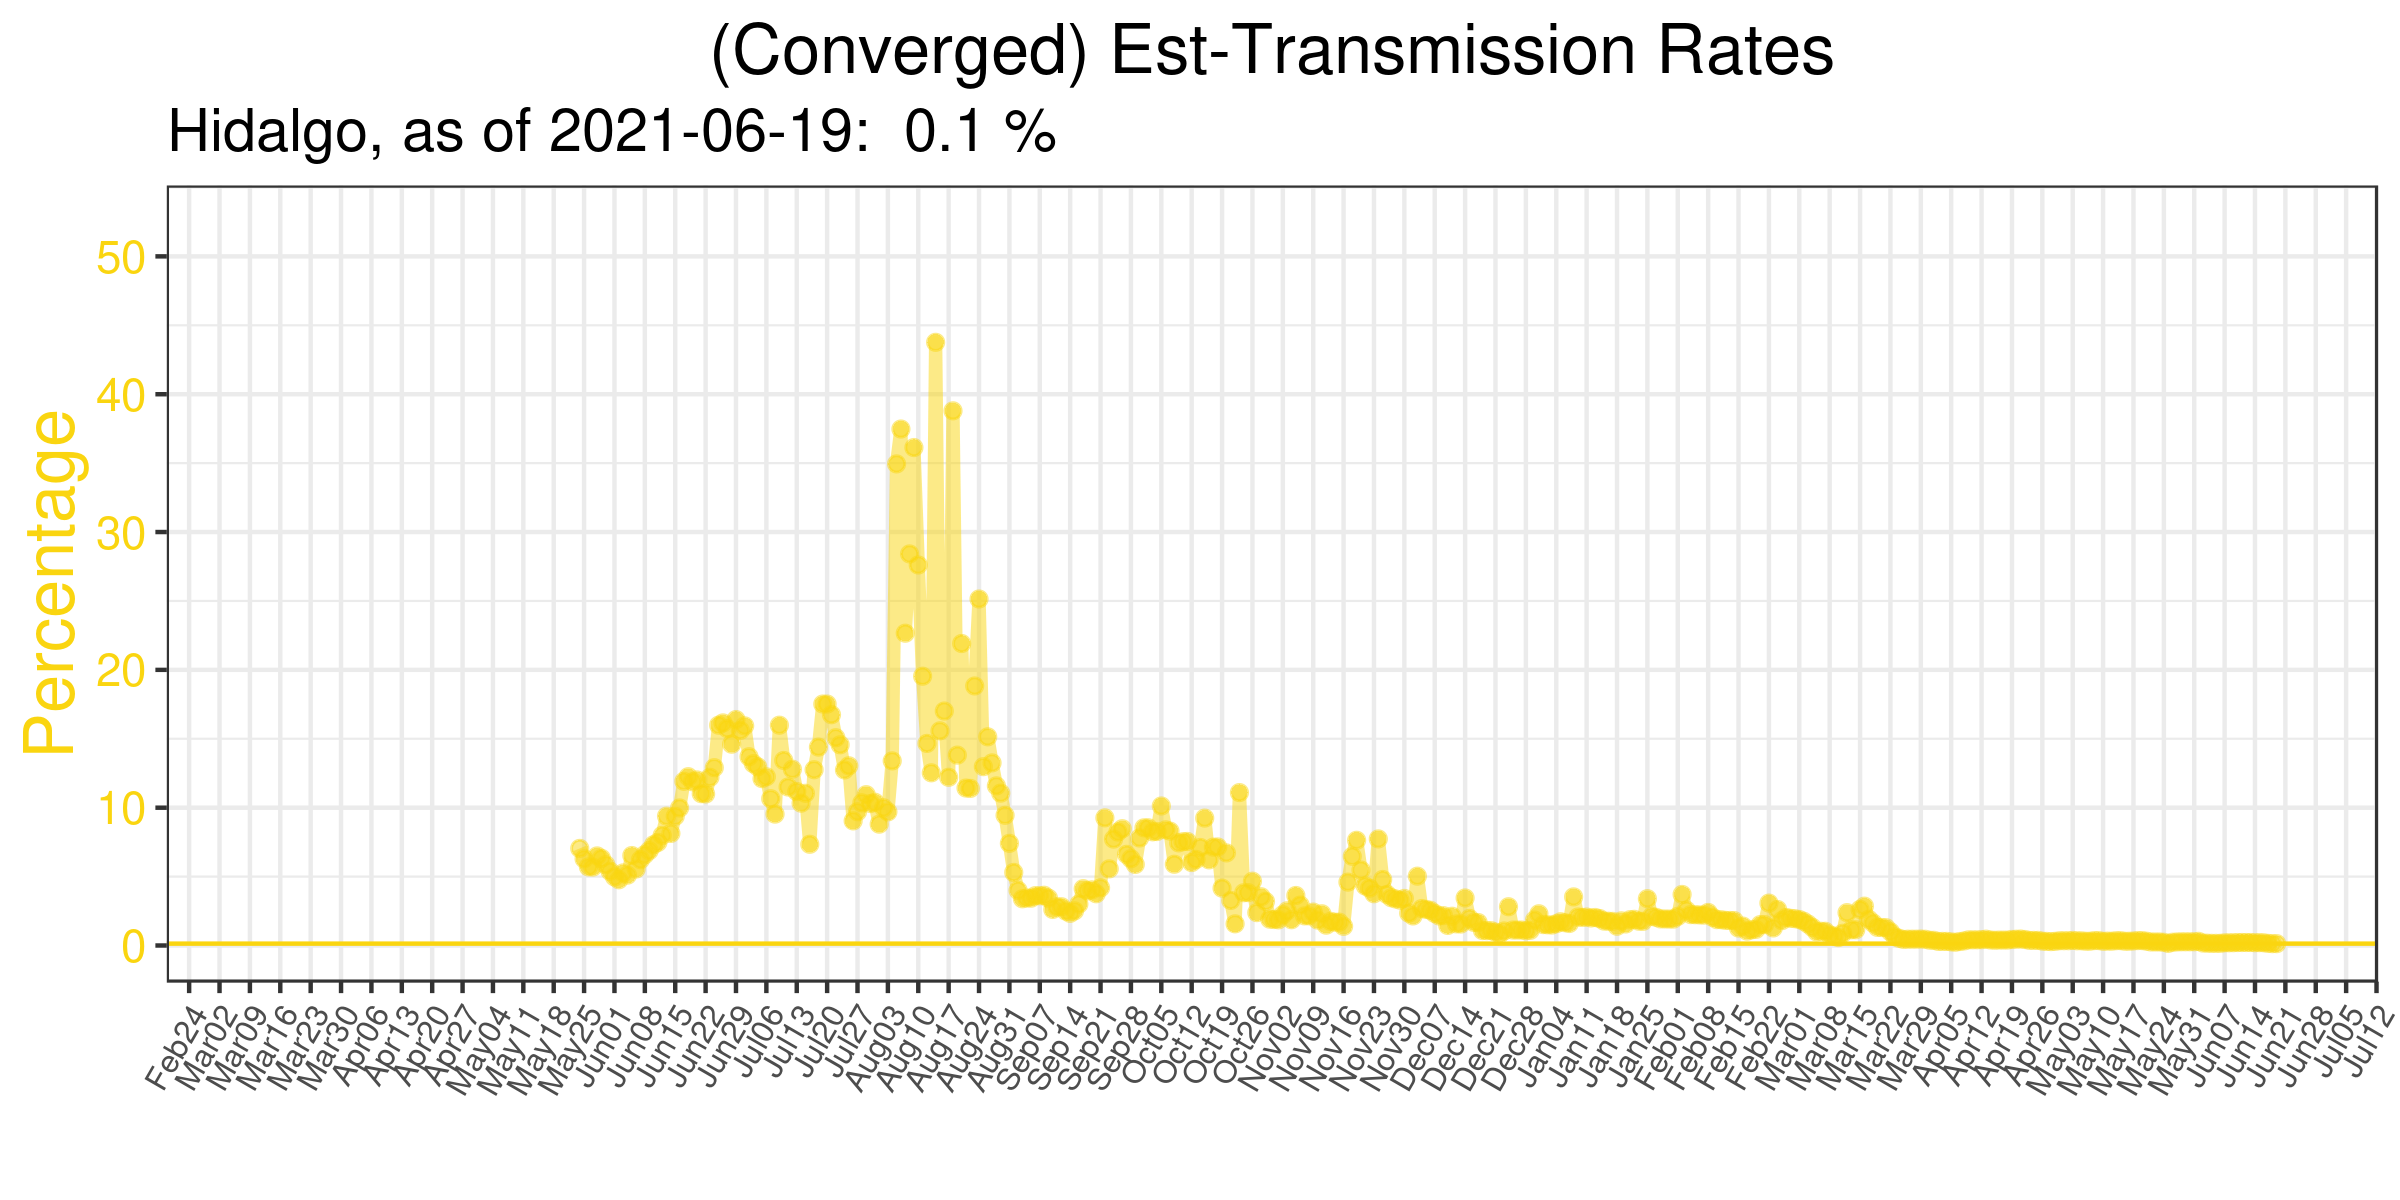 (Converged) Est-Transmission Rates
Hidalgo, as of 2021-06-19:  0.1 %
Percentage
50
40
30
20
10
0
Feb24
Mar02
Mar09
Mar16
Mar23
Mar30
Apr06
Apr13
Apr20
Apr27
May04
May11
May18
May25
Jun01
Jun08
Jun15
Jun22
Jun29
Jul06
Jul13
Jul20
Jul27
Aug03
Aug10
Aug17
Aug24
Aug31
Sep07
Sep14
Sep21
Sep28
Oct05
Oct12
Oct19
Oct26
Nov02
Nov09
Nov16
Nov23
Nov30
Dec07
Dec14
Dec21
Dec28
Jan04
Jan11
Jan18
Jan25
Feb01
Feb08
Feb15
Feb22
Mar01
Mar08
Mar15
Mar22
Mar29
Apr05
Apr12
Apr19
Apr26
May03
May10
May17
May24
May31
Jun07
Jun14
Jun21
Jun28
Jul05
Jul12